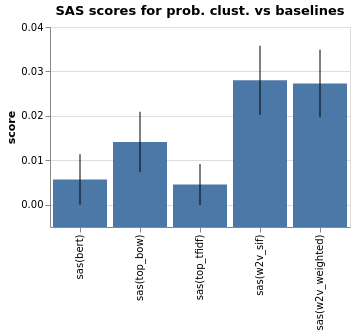 SAS scores for prob. clust. vs baselines
score
0.04
0.03
0.02
0.01
0.00
sas(bert)
sas(top_bow)
sas(top_tfidf)
sas(w2v_sif)
sas(w2v_weighted)